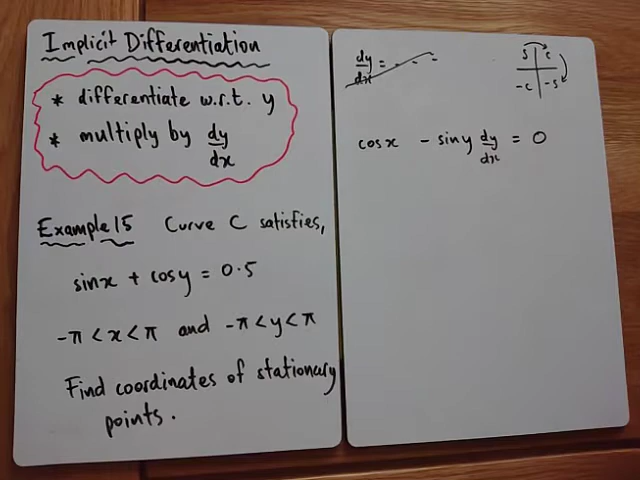 Implicit Differentiation
* differentiate w.r.t. y
* multiply by dy/dx
Example 15 Curve C satisfies,
sinx + cosy = 0.5
-π < x < π and -π < y < π
Find coordinates of stationary
points.
dy/dx = - - -
s c
-c -s
cosx - siny dy/dx = 0